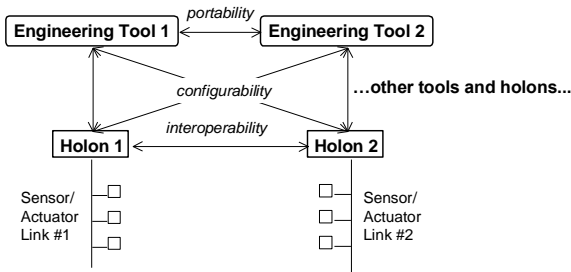 portability
Engineering Tool 1
Engineering Tool 2
configurability
…other tools and holons...
interoperability
Holon 1
Holon 2
Sensor/
Actuator
Link #1
Sensor/
Actuator
Link #2